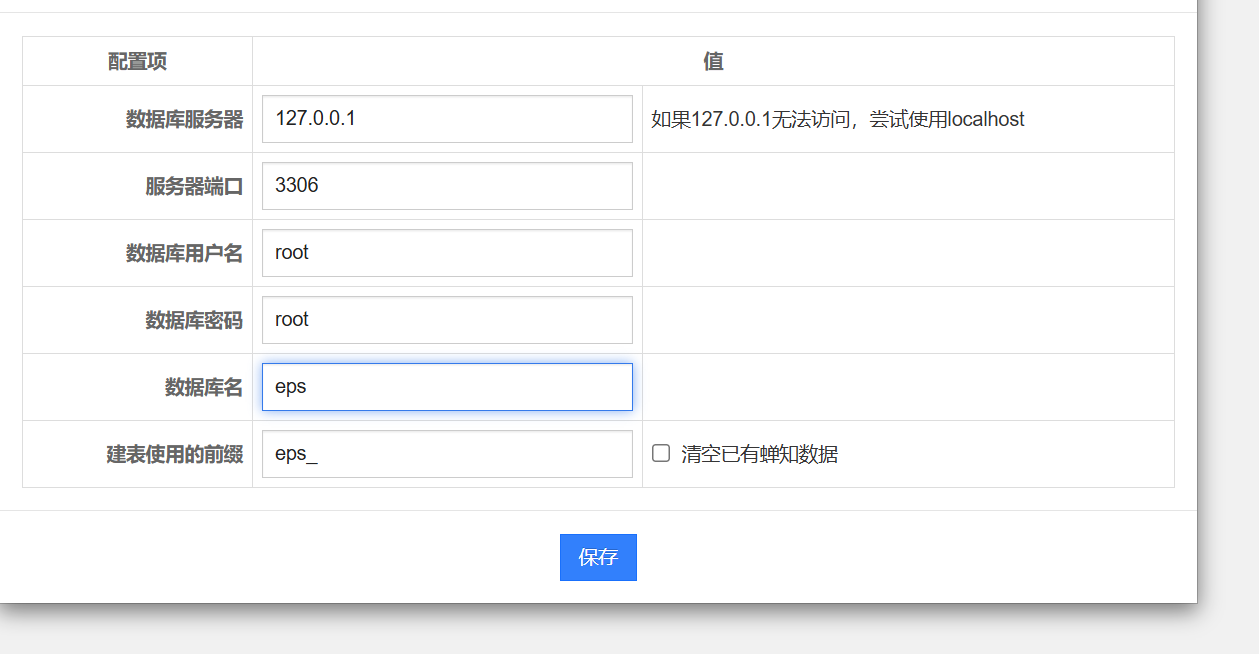 配置项 值
数据库服务器 127.0.0.1 如果127.0.0.1无法访问，尝试使用localhost
服务器端口 3306
数据库用户名 root
数据库密码 root
数据库名 eps
建表使用的前缀 eps_ 清空已有蝉知数据
保存